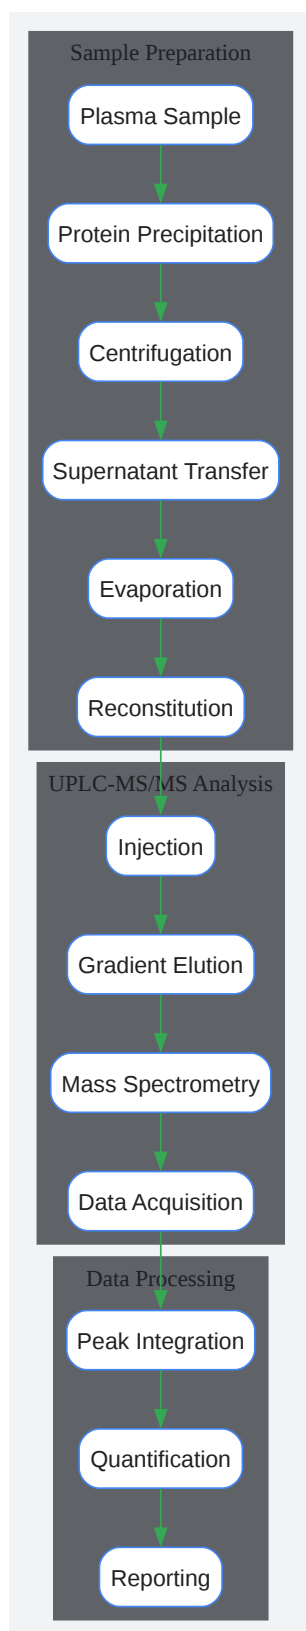 Sample Preparation
Plasma Sample
Protein Precipitation
Centrifugation
Supernatant Transfer
Evaporation
Reconstitution
UPLC-MS/MS Analysis
Injection
Gradient Elution
Mass Spectrometry
Data Acquisition
Data Processing
Peak Integration
Quantification
Reporting